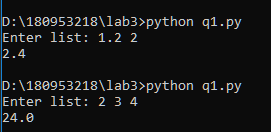 D:\180953218\lab3>python q1.py
Enter list: 1.2 2
2.4
D:\180953218\lab3>python q1.py
Enter list: 2 3 4
24.0